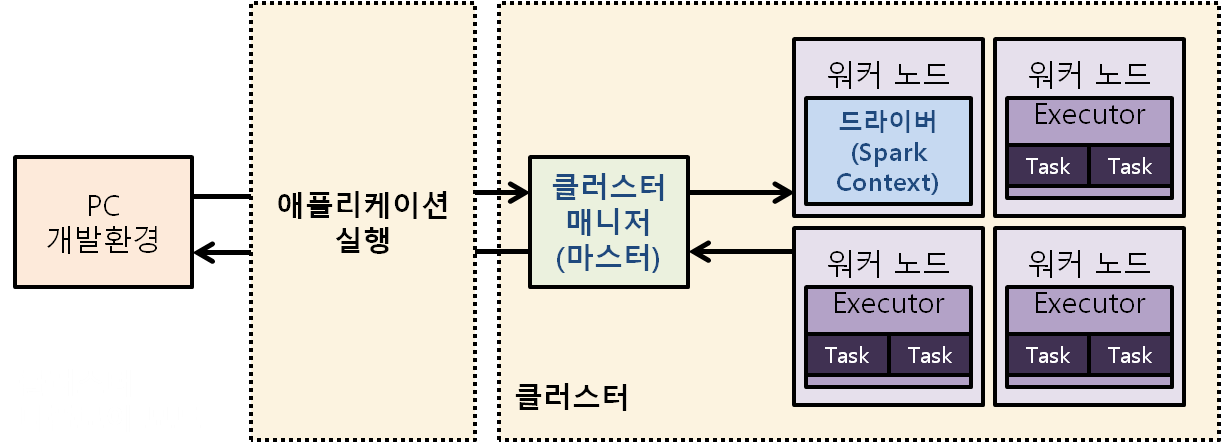 PC
개발환경
애플리케이션
실행
클러스터
매니저
(마스터)
워커 노드
드라이버
(Spark
Context)
워커 노드
Executor
Task Task
워커 노드
Executor
Task Task
워커 노드
Executor
Task Task
클러스터